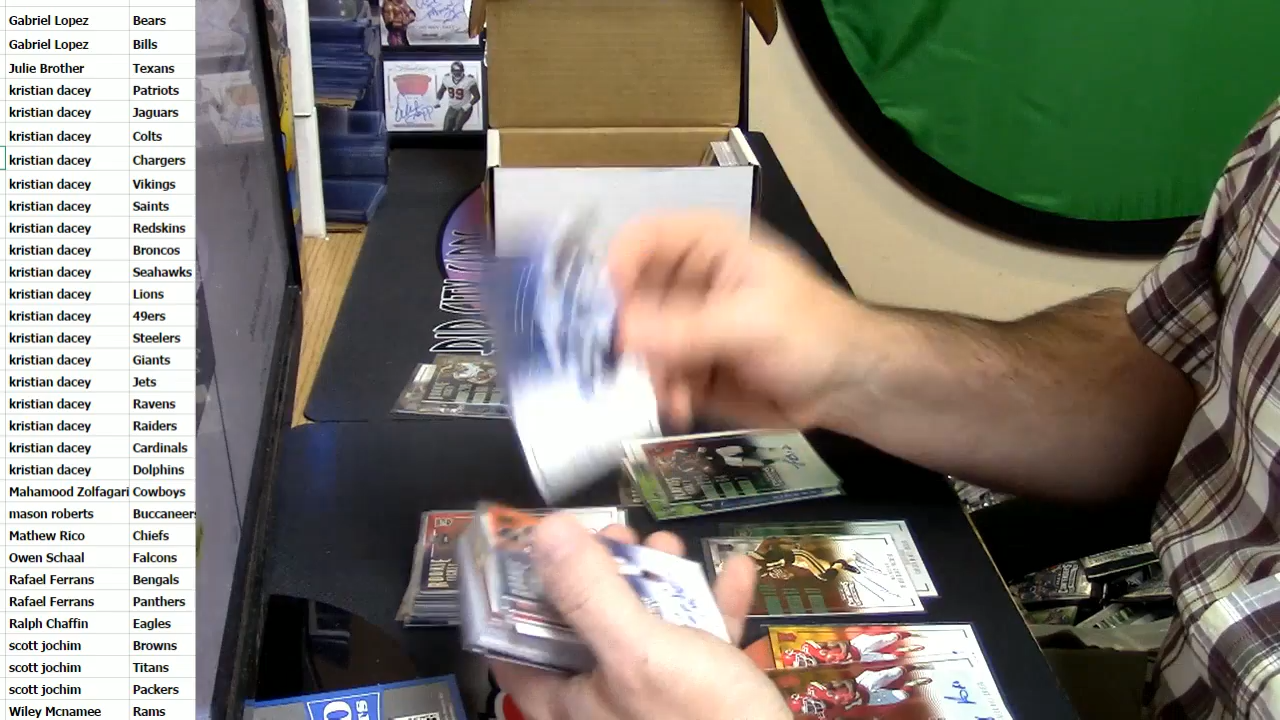 Gabriel Lopez Bears
Gabriel Lopez Bills
Julie Brother Texans
kristian dacey Patriots
kristian dacey Jaguars
kristian dacey Colts
kristian dacey Chargers
kristian dacey Vikings
kristian dacey Saints
kristian dacey Redskins
kristian dacey Broncos
kristian dacey Seahawks
kristian dacey Lions
kristian dacey 49ers
kristian dacey Steelers
kristian dacey Giants
kristian dacey Jets
kristian dacey Ravens
kristian dacey Raiders
kristian dacey Cardinals
kristian dacey Dolphins
Mahamood Zolfagari Cowboys
mason roberts Buccaneers
Mathew Rico Chiefs
Owen Schaal Falcons
Rafael Ferrans Bengals
Rafael Ferrans Panthers
Ralph Chaffin Eagles
scott jochim Browns
scott jochim Titans
scott jochim Packers
Wiley Mcnamee Rams
89
ROOKIE